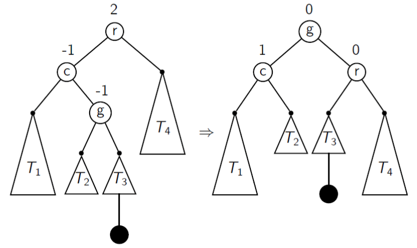 2 0
-1 r 1 g 0
c -1 c r
g
T4 ⇒ T2 T3
T1 T2 T3 T1 T4